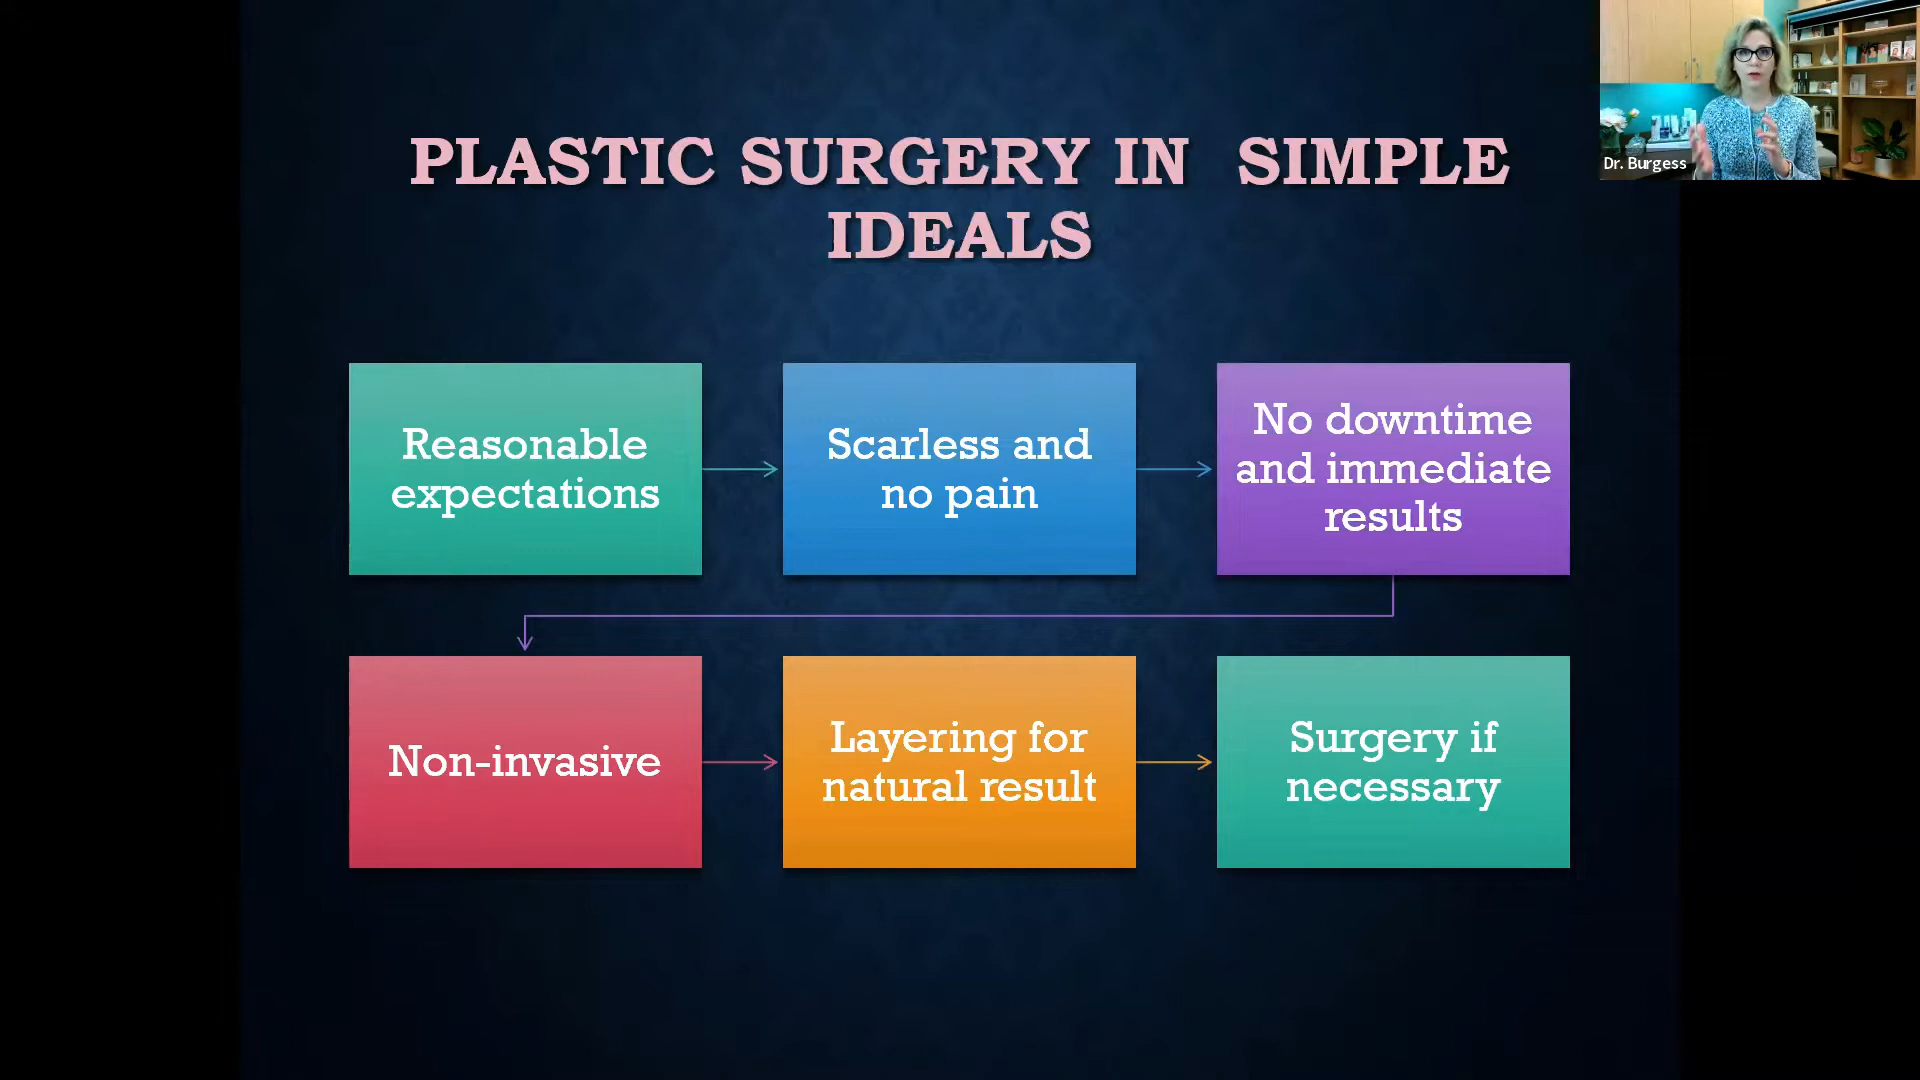 PLASTIC SURGERY IN SIMPLE
IDEALS
Dr. Burgess
Reasonable
expectations
Scarless and
no pain
No downtime
and immediate
results
Non-invasive
Layering for
natural result
Surgery if
necessary